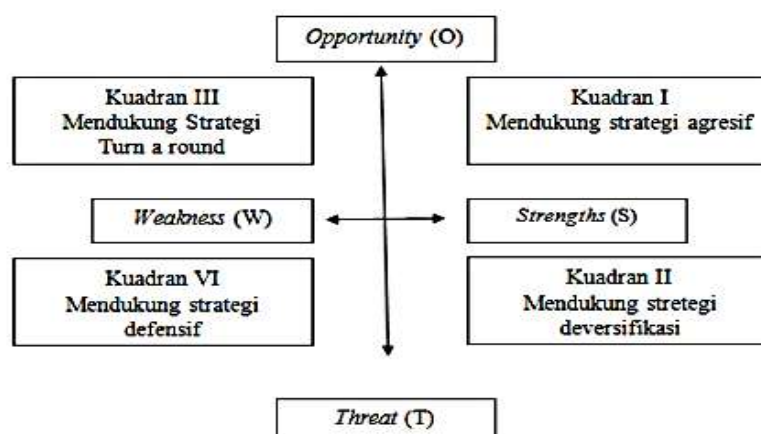 Opportunity (O)
Kuadran III
Mendukung Strategi
Turn a round
Kuadran I
Mendukung strategi agresif
Weakness (W)
Strengths (S)
Kuadran VI
Mendukung strategi
defensif
Kuadran II
Mendukung stretegi
deversifikasi
Threat (T)